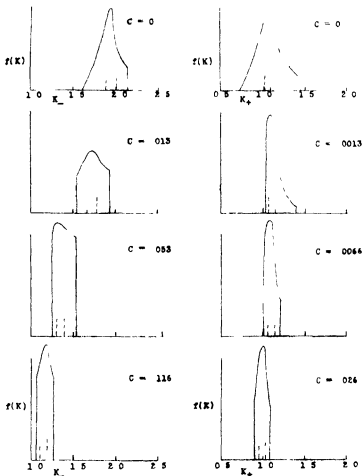 C = 0
C = 0
f(K)
f(K)
1 0 1 5 2 0 2 5
0 5 1 0 1 5 2 0
K_
K+
C = 013
C = 0013
C = 053
C = 0066
C = 116
C = 026
f(K)
f(K)
1 0 1 5 2 0 2 5
0 5 1 0 1 5 2 0
K_
K+